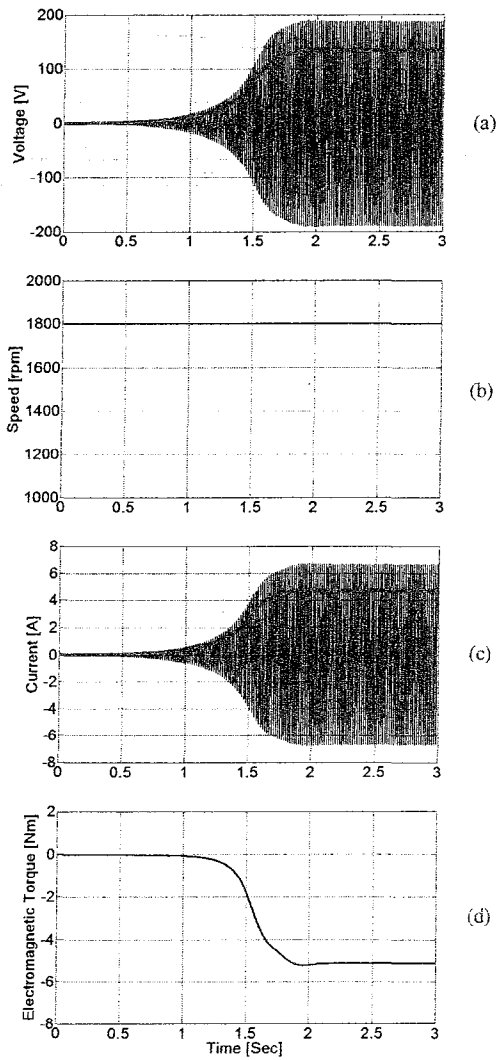 200
100
0
-100
-200
Voltage [V]
0 0.5 1 1.5 2 2.5 3
(a)
2000
1800
1600
1400
1200
1000
Speed [rpm]
0 0.5 1 1.5 2 2.5 3
(b)
8
6
4
2
0
-2
-4
-6
-8
Current [A]
0 0.5 1 1.5 2 2.5 3
(c)
2
0
-2
-4
-6
-8
Electromagnetic Torque [Nm]
0 0.5 1 1.5 2 2.5 3
Time [Sec]
(d)